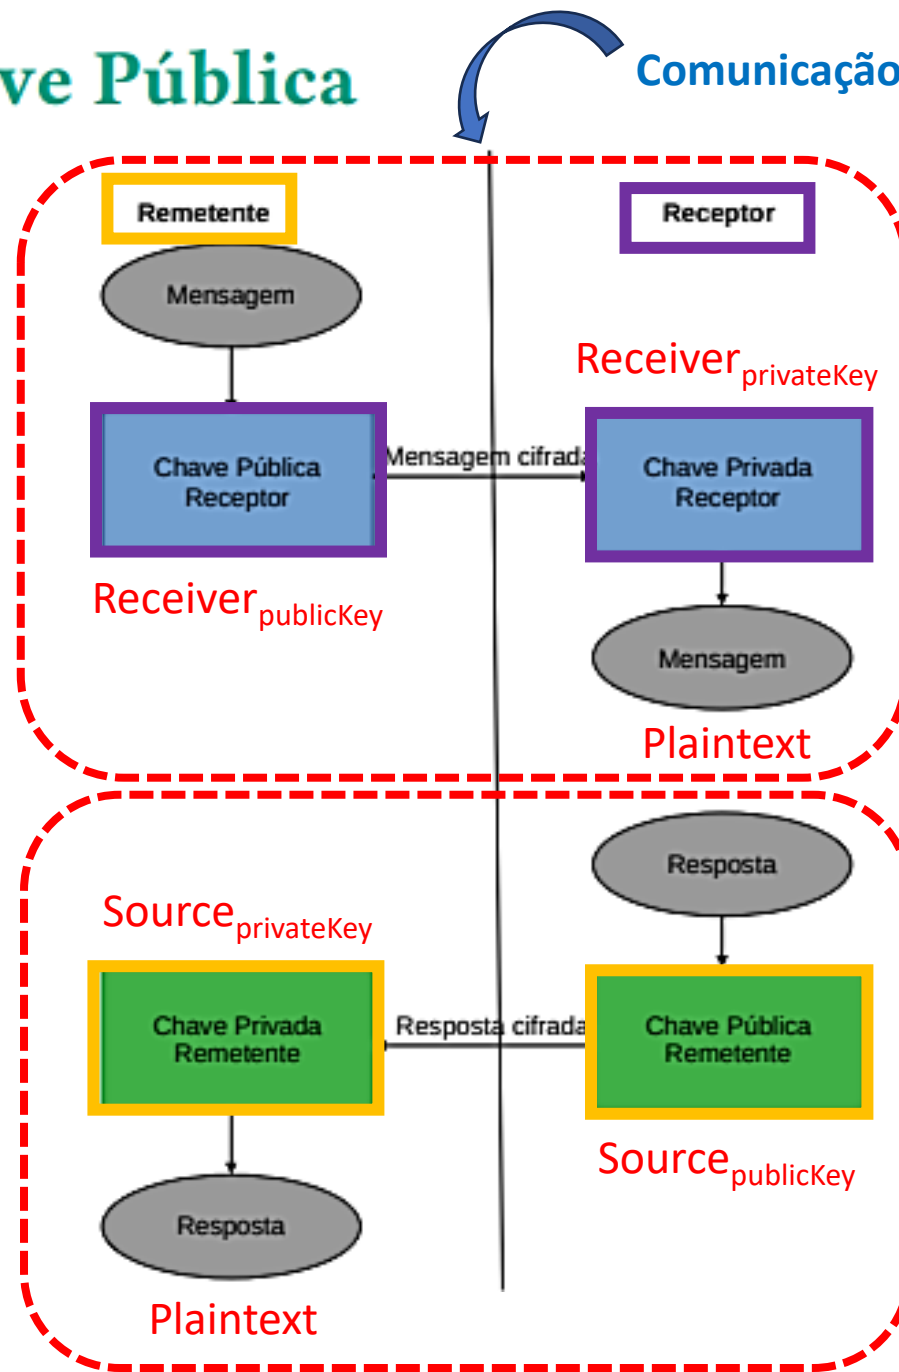 ve Pública
Comunicação
Remetente
Receptor
Mensagem
Receiver privateKey
Chave Pública
Receptor
Mensagem cifrada
Chave Privada
Receptor
Receiver publicKey
Mensagem
Plaintext
Resposta
Source privateKey
Chave Privada
Remetente
Resposta cifrada
Chave Pública
Remetente
Source publicKey
Resposta
Plaintext